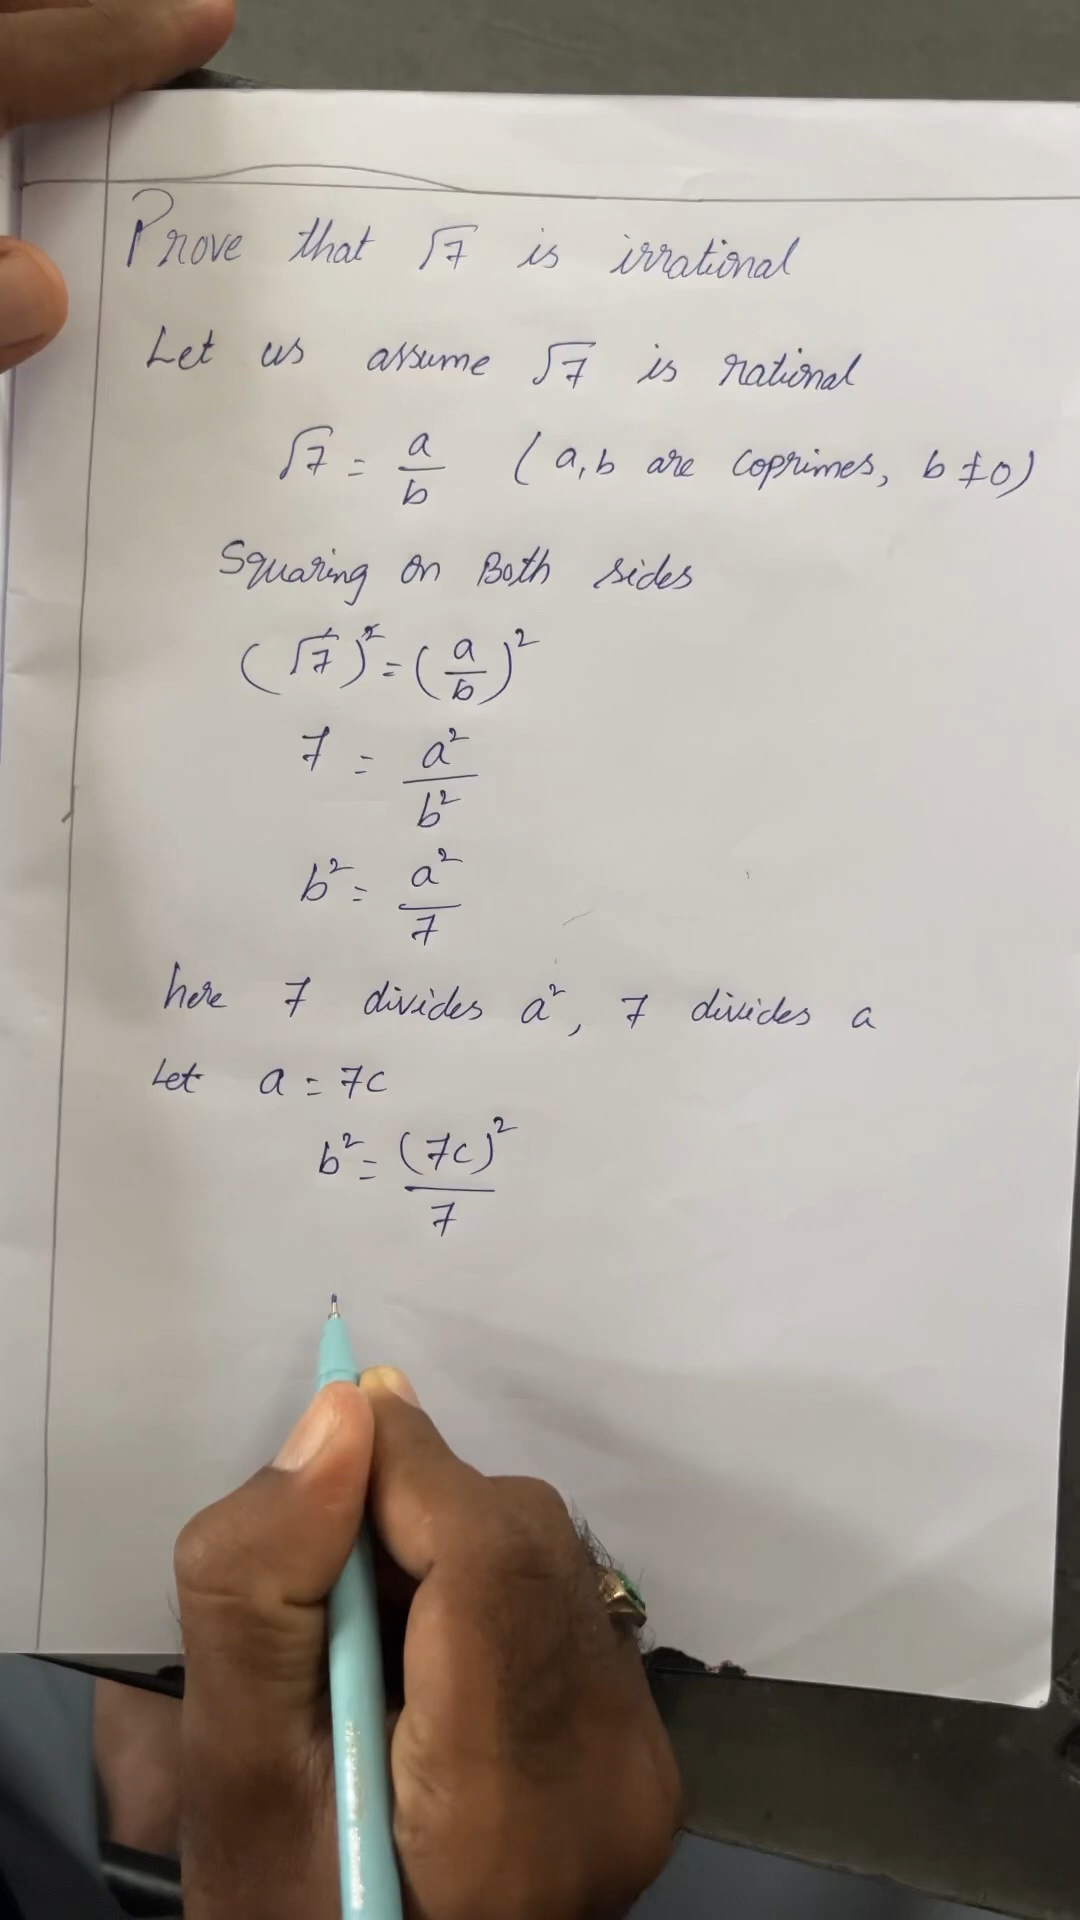 Prove that √7 is irrational
Let us assume √7 is rational
√7 = a/b (a,b are coprimes, b≠0)
Squaring on Both sides
(√7)² = (a/b)²
7 = a²/b²
b² = a²/7
here 7 divides a², 7 divides a
Let a = 7c
b² = (7c)²/7